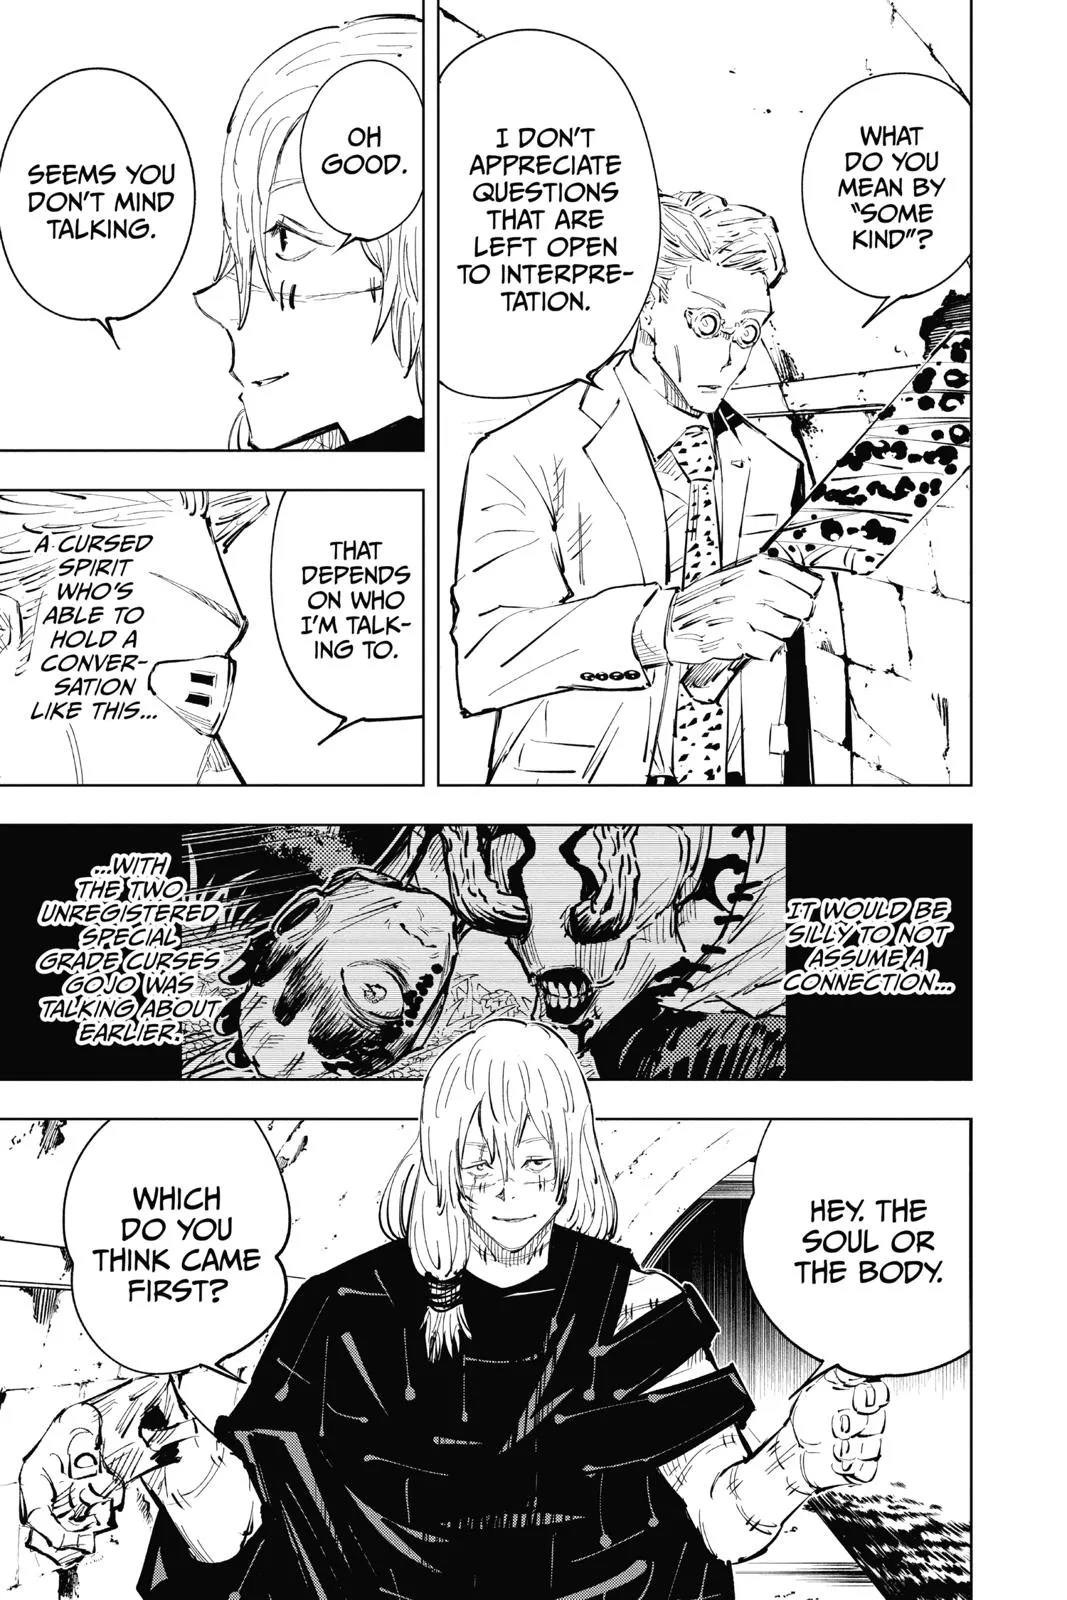 WHAT
DO YOU
MEAN BY
"SOME
KIND"?
I DON'T
APPRECIATE
QUESTIONS
THAT ARE
LEFT OPEN
TO INTERPRE-
TATION.
OH
GOOD.
SEEMS YOU
DON'T MIND
TALKING.
THAT
DEPENDS
ON WHO
I'M TALK-
ING TO.
A CURSED
SPIRIT
WHO'S
ABLE TO
HOLD A
CONVER-
SATION
LIKE THIS...
IT WOULD BE
SILLY TO NOT
ASSUME A
CONNECTION...
...WITH
THE TWO
UNREGISTERED
SPECIAL
GRADE CURSES
GOJO WAS
TALKING ABOUT
EARLIER.
HEY. THE
SOUL OR
THE BODY.
WHICH
DO YOU
THINK CAME
FIRST?